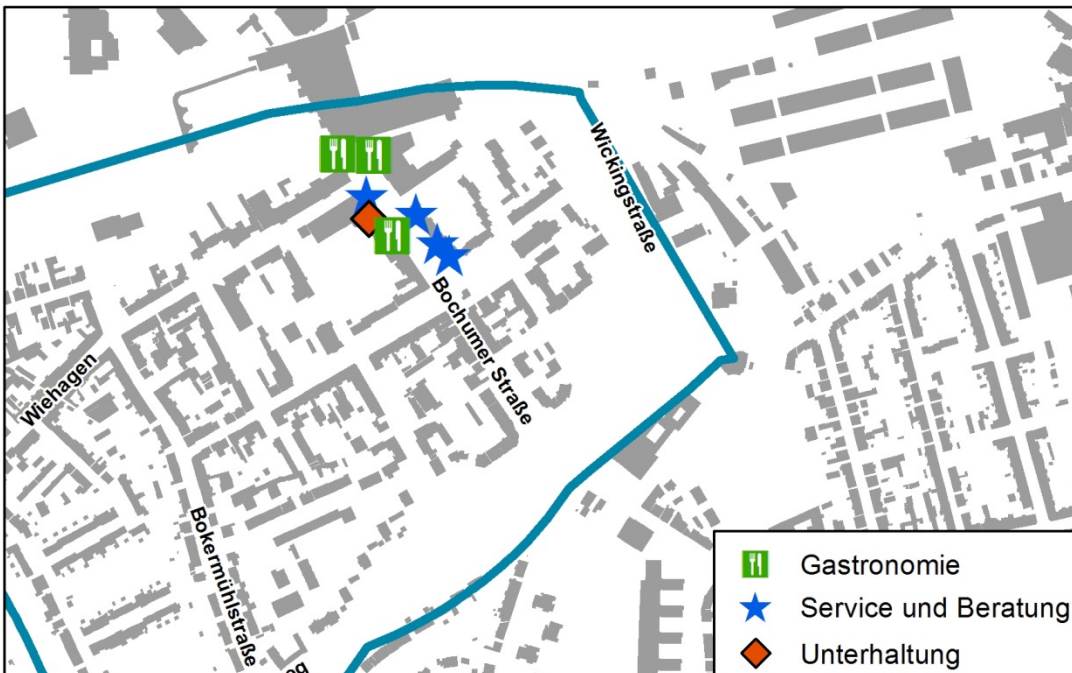 Wickingstraße
Bochumer Straße
Wiehagen
Bokermühlstraße
Gastronomie
Service und Beratung
Unterhaltung